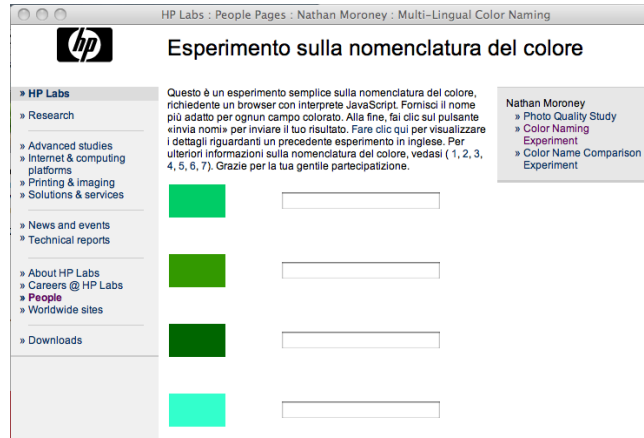 HP Labs : People Pages : Nathan Moroney : Multi-Lingual Color Naming
hp
Esperimento sulla nomenclatura del colore
» HP Labs
» Research
» Advanced studies
» Internet & computing
platforms
» Printing & imaging
» Solutions & services
» News and events
» Technical reports
» About HP Labs
» Careers @ HP Labs
» People
» Worldwide sites
» Downloads
Questo è un esperimento semplice sulla nomenclatura del colore,
richiedente un browser con interprete JavaScript. Fornisci il nome
più adatto per ognun campo colorato. Alla fine, fai clic sul pulsante
«invia nomi» per inviare il tuo risultato. Fare clic qui per visualizzare
i dettagli riguardanti un precedente esperimento in inglese. Per
ulteriori informazioni sulla nomenclatura del colore, vedasi ( 1, 2, 3,
4, 5, 6, 7). Grazie per la tua gentile partecipazione.
Nathan Moroney
» Photo Quality Study
» Color Naming
Experiment
» Color Name Comparison
Experiment